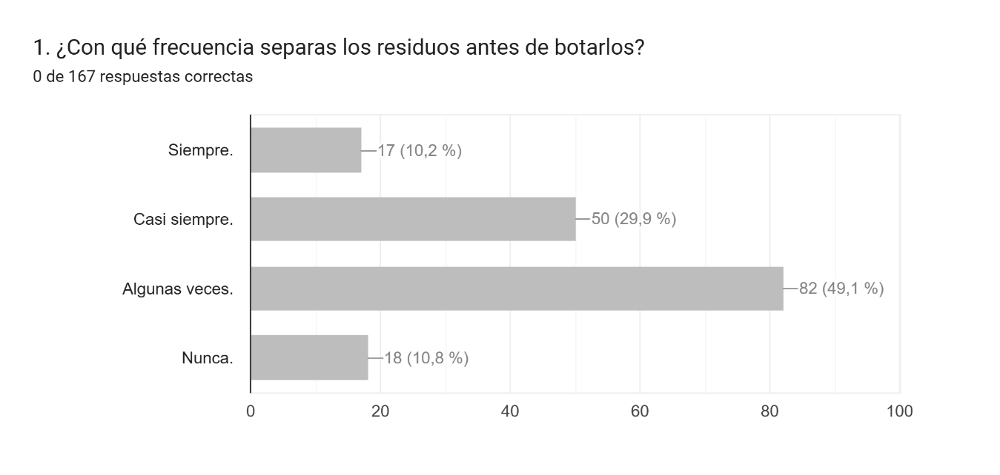 1. ¿Con qué frecuencia separas los residuos antes de botarlos?
0 de 167 respuestas correctas
Siempre.
17 (10,2 %)
Casi siempre.
50 (29,9 %)
Algunas veces.
82 (49,1 %)
Nunca.
18 (10,8 %)
0 20 40 60 80 100